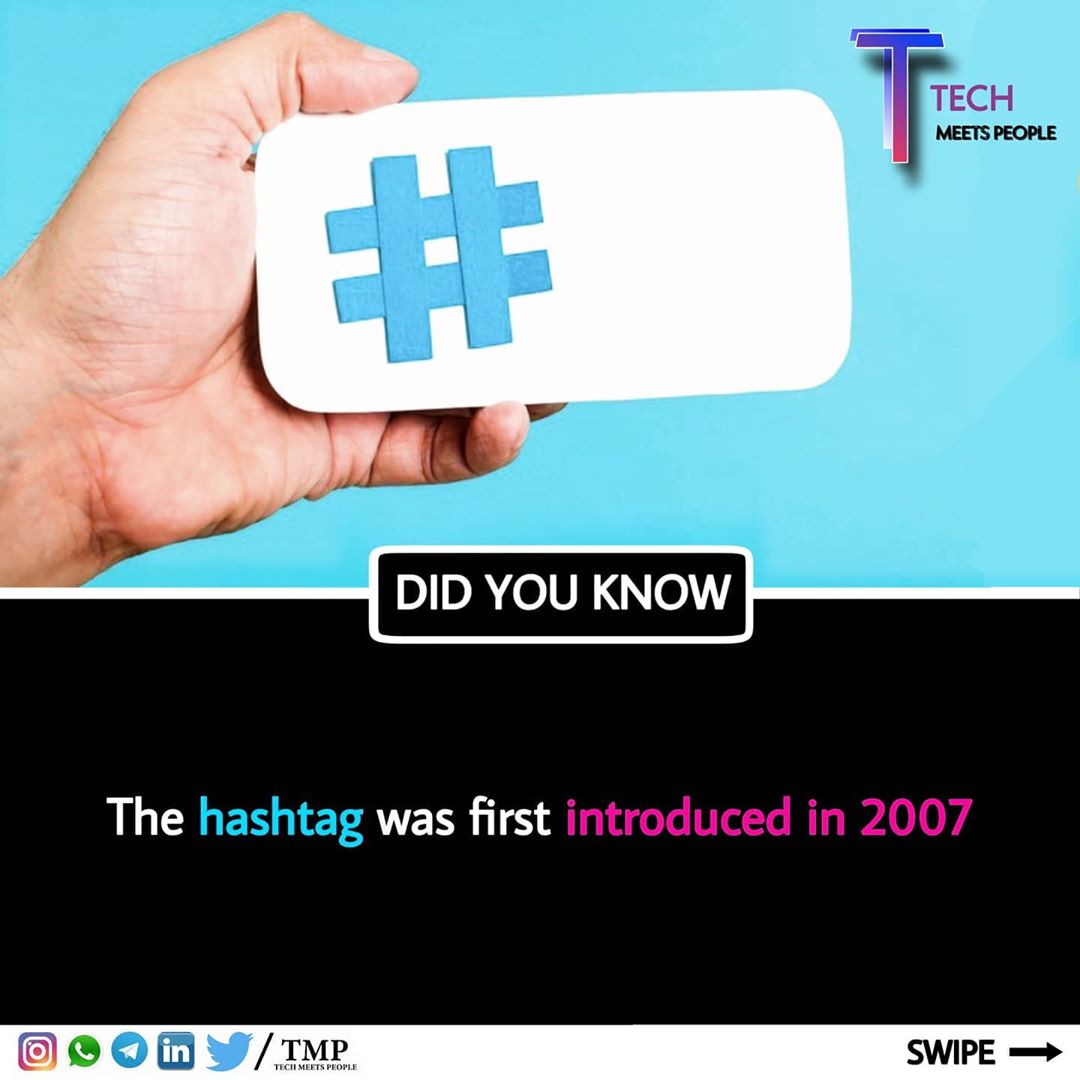 T TECH
MEETS PEOPLE
#
DID YOU KNOW
The hashtag was first introduced in 2007
in / TMP
TECH MEETS PEOPLE
SWIPE